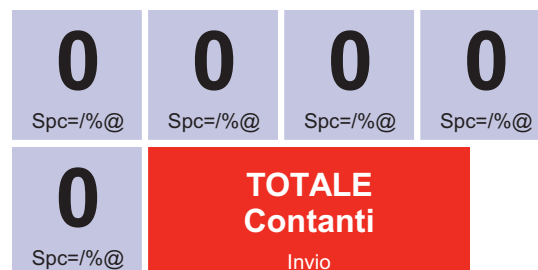 0 0 0 0
Spc=/%@ Spc=/%@ Spc=/%@ Spc=/%@
0 TOTALE
Contanti
Spc=/%@ Invio